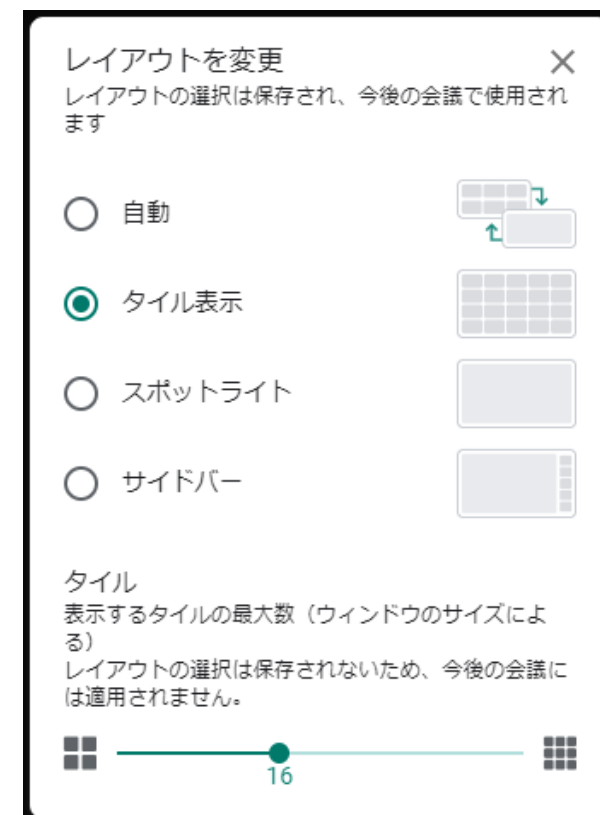 レイアウトを変更
レイアウトの選択は保存され、今後の会議で使用され
ます
自動
タイル表示
スポットライト
サイドバー
タイル
表示するタイルの最大数（ウィンドウのサイズによ
る）
レイアウトの選択は保存されないため、今後の会議に
は適用されません。
16